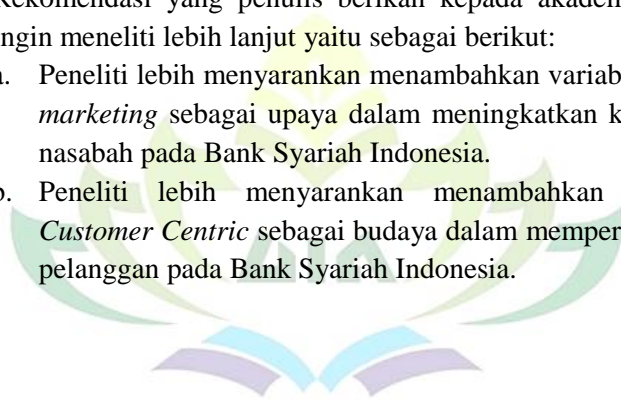 Rekomendasi yang penulis berikan kepada akadem
ngin meneliti lebih lanjut yaitu sebagai berikut:
a. Peneliti lebih menyarankan menambahkan variab
marketing sebagai upaya dalam meningkatkan k
nasabah pada Bank Syariah Indonesia.
b. Peneliti lebih menyarankan menambahkan
Customer Centric sebagai budaya dalam memper
pelanggan pada Bank Syariah Indonesia.